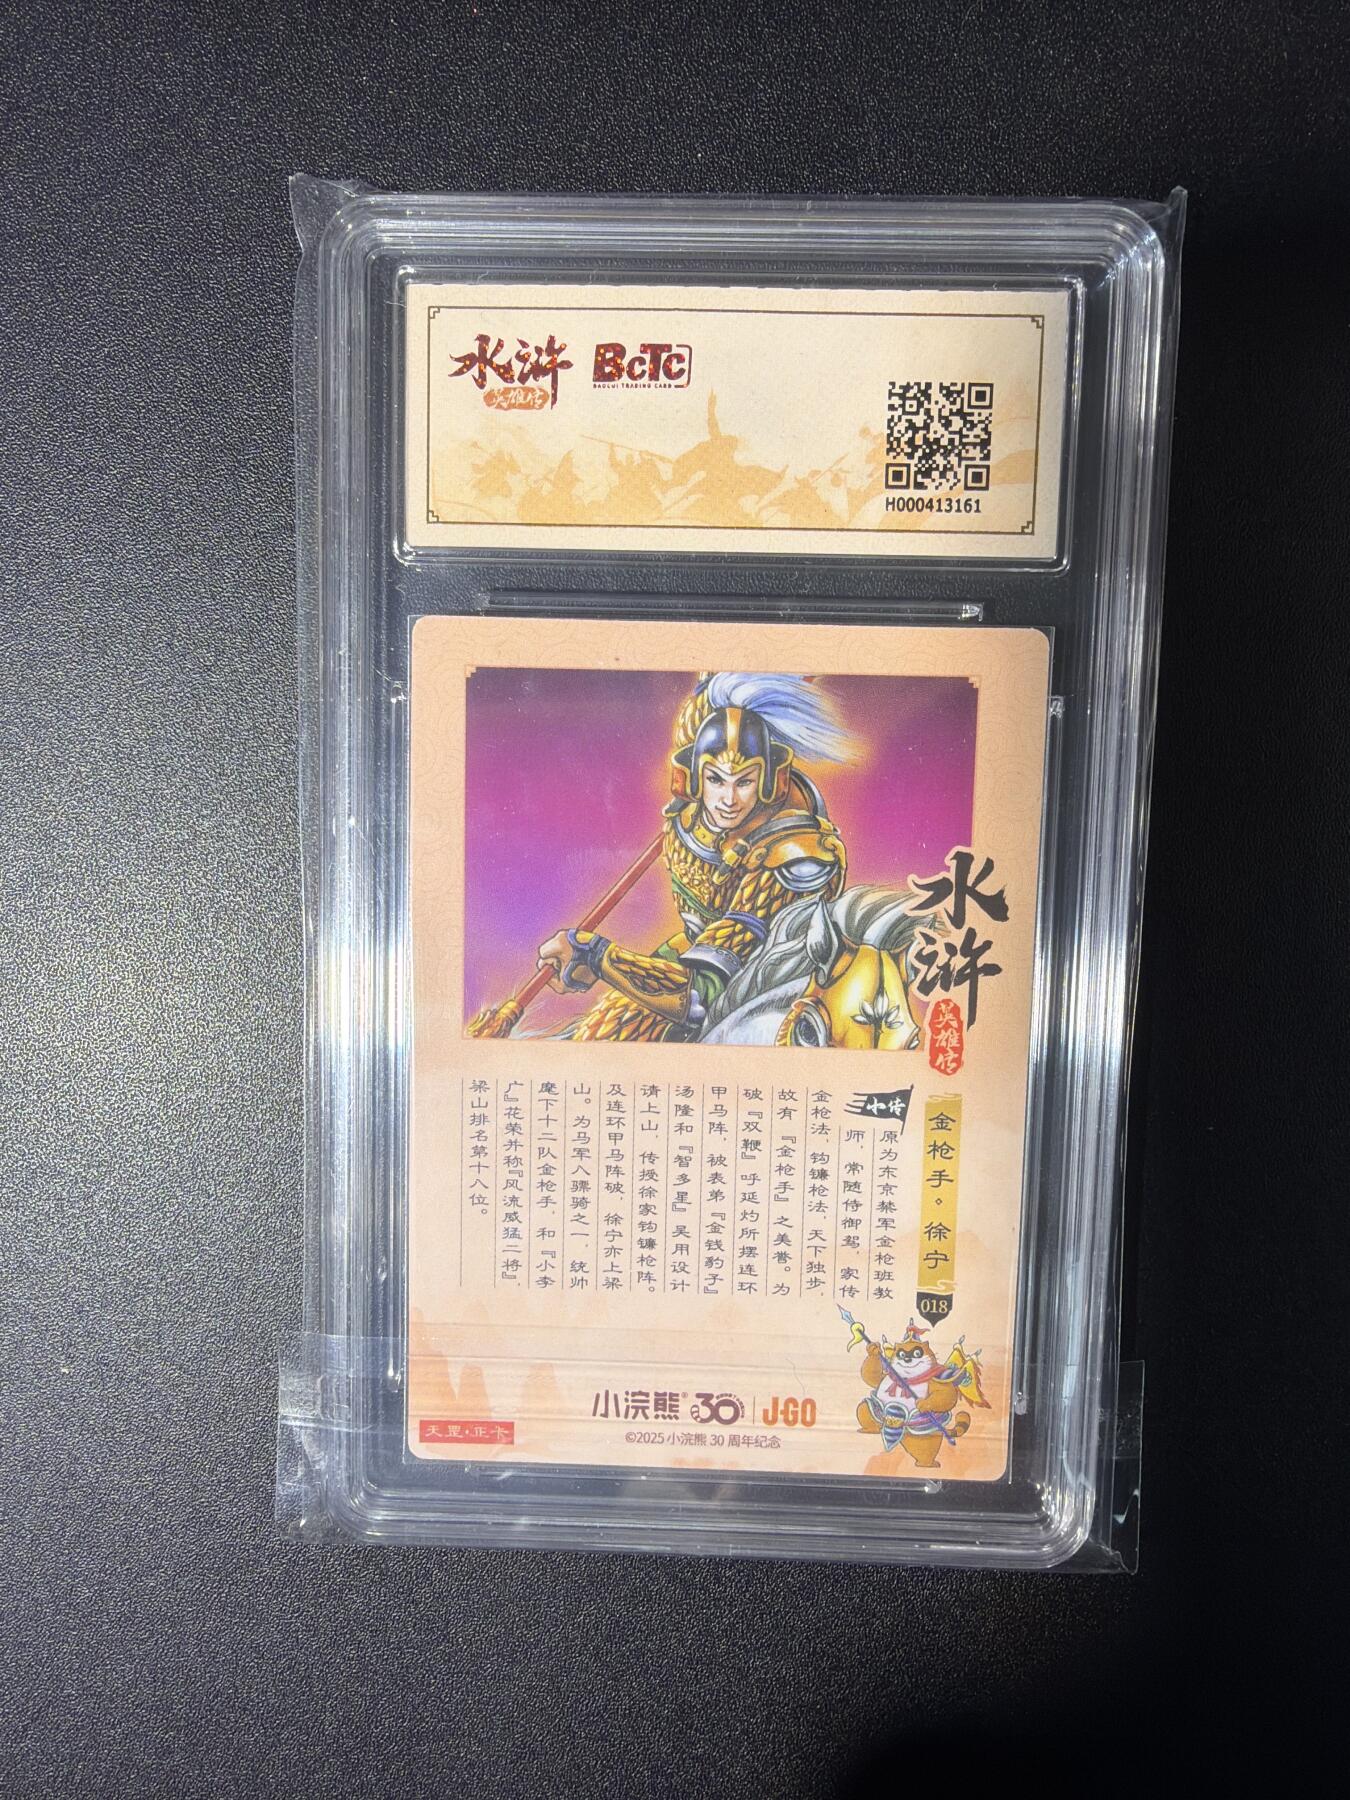 水浒
英雄传
BcTc
BAOCUI TRADING CARD
H000413161
水浒
英雄传
金枪手·徐宁
018
小传
原为东京禁军金枪班教
师，常随侍御驾，家传
金枪法，钩镰枪法，天下独步，
故有『金枪手』之美誉。为
破『双鞭』呼延灼所摆连环
甲马阵，被表弟『金钱豹子』
汤隆和『智多星』吴用设计
请上山，传授徐家钩镰枪阵。
及连环甲马阵破，徐宁亦上梁
山。为马军八骠骑之一，统帅
麾下十二队金枪手，和『小李
广』花荣并称『风流威猛二将』，
梁山排名第十八位。
小浣熊® 30 J-GO
©2025 小浣熊 30 周年纪念
天罡·正卡